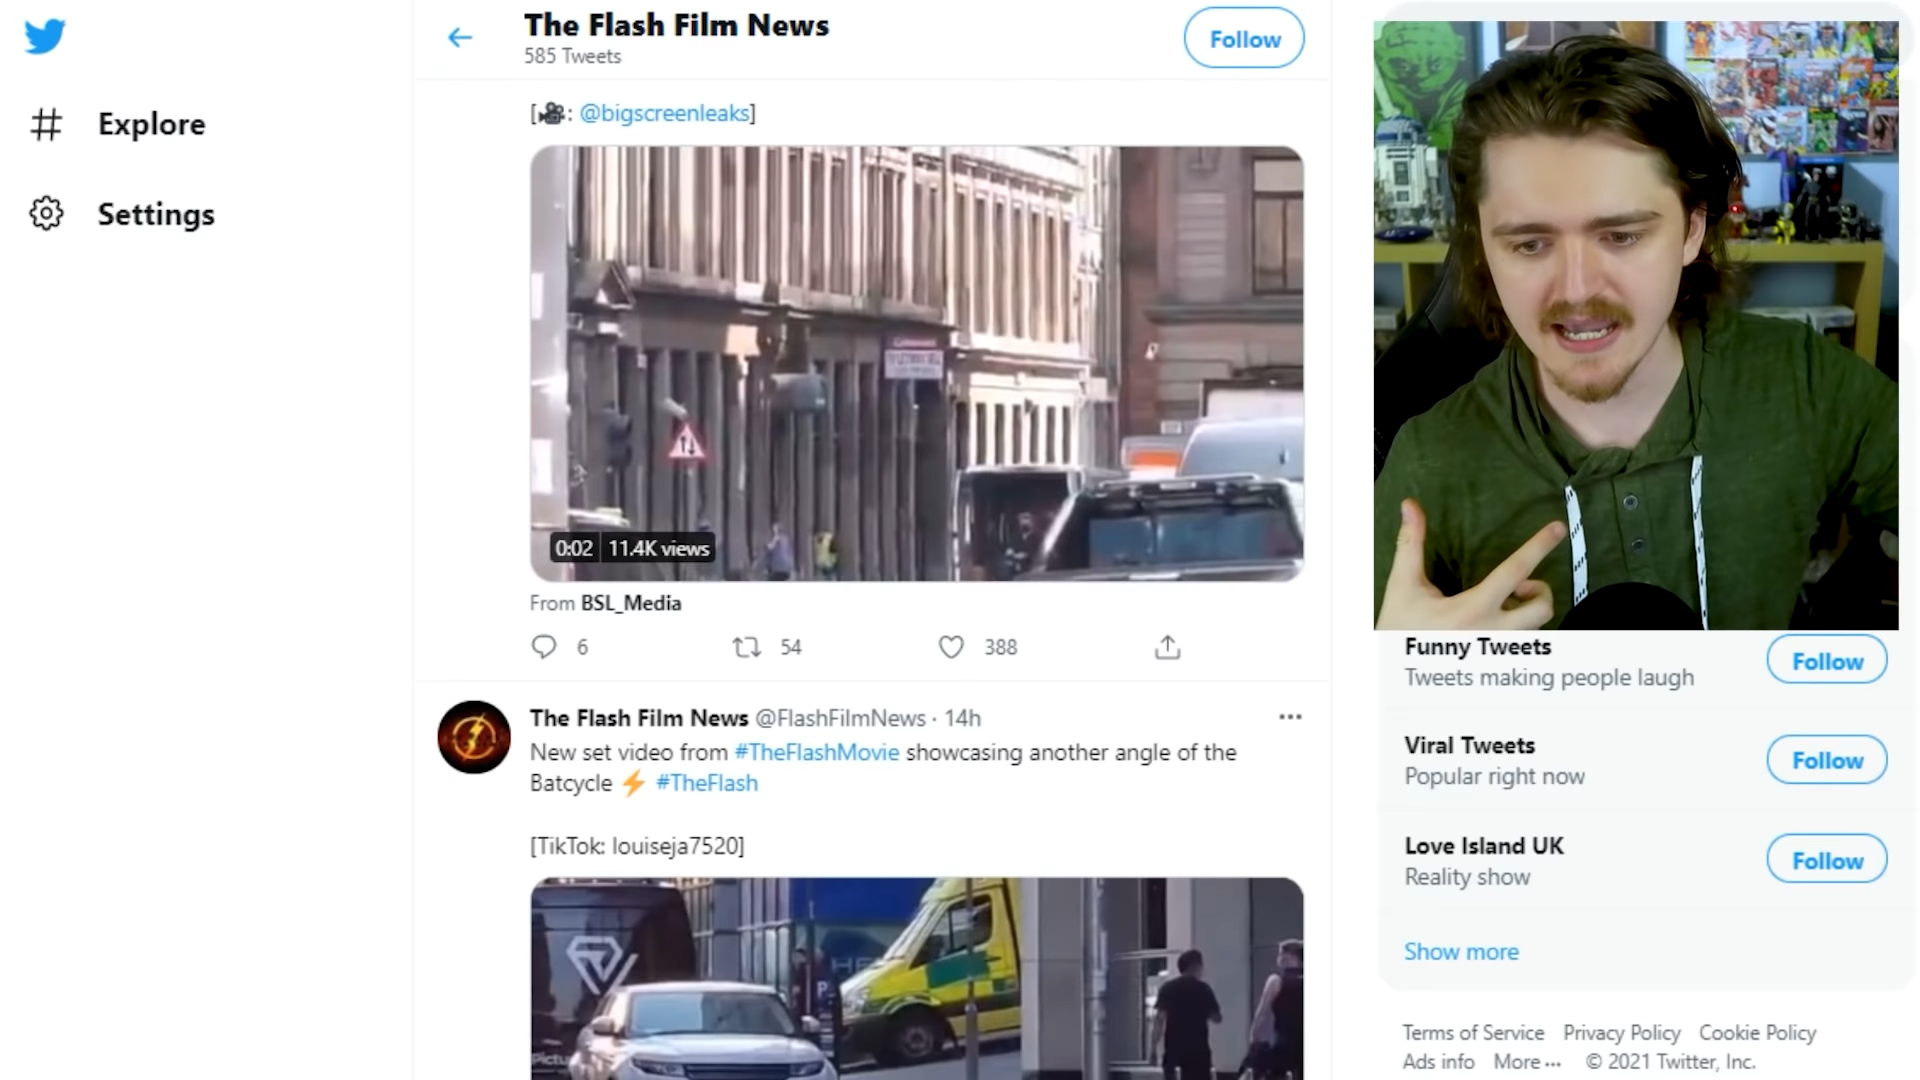 The Flash Film News
585 Tweets
Follow
Explore
Settings
[🎥: @bigscreenleaks]
0:02 11.4K views
From BSL_Media
6 54 388
The Flash Film News @FlashFilmNews · 14h
New set video from #TheFlashMovie showcasing another angle of the
Batcycle ⚡ #TheFlash
[TikTok: louiseja7520]
Funny Tweets
Tweets making people laugh
Follow
Viral Tweets
Popular right now
Follow
Love Island UK
Reality show
Follow
Show more
Terms of Service Privacy Policy Cookie Policy
Ads info More ··· © 2021 Twitter, Inc.